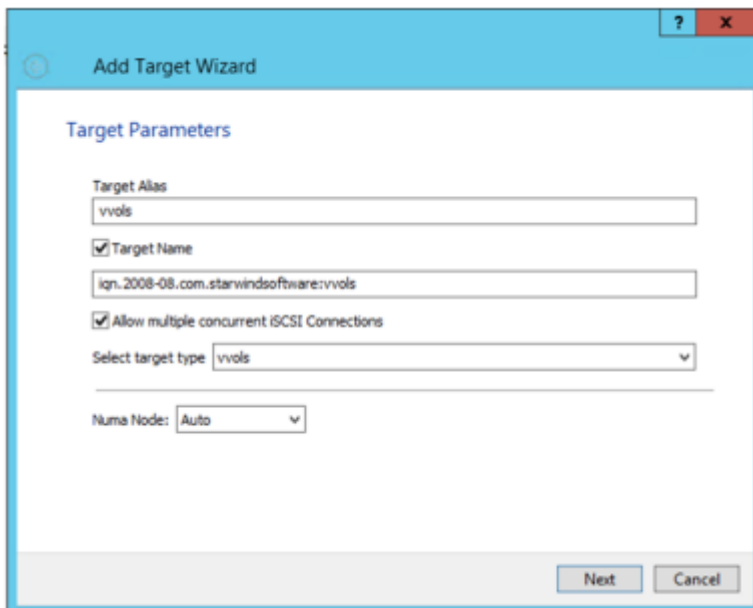 ? x
Add Target Wizard
Target Parameters
Target Alias
vvols
Target Name
iqn.2008-08.com.starwindsoftware:vvols
Allow multiple concurrent iSCSI Connections
Select target type vvols
Numa Node: Auto
Next Cancel